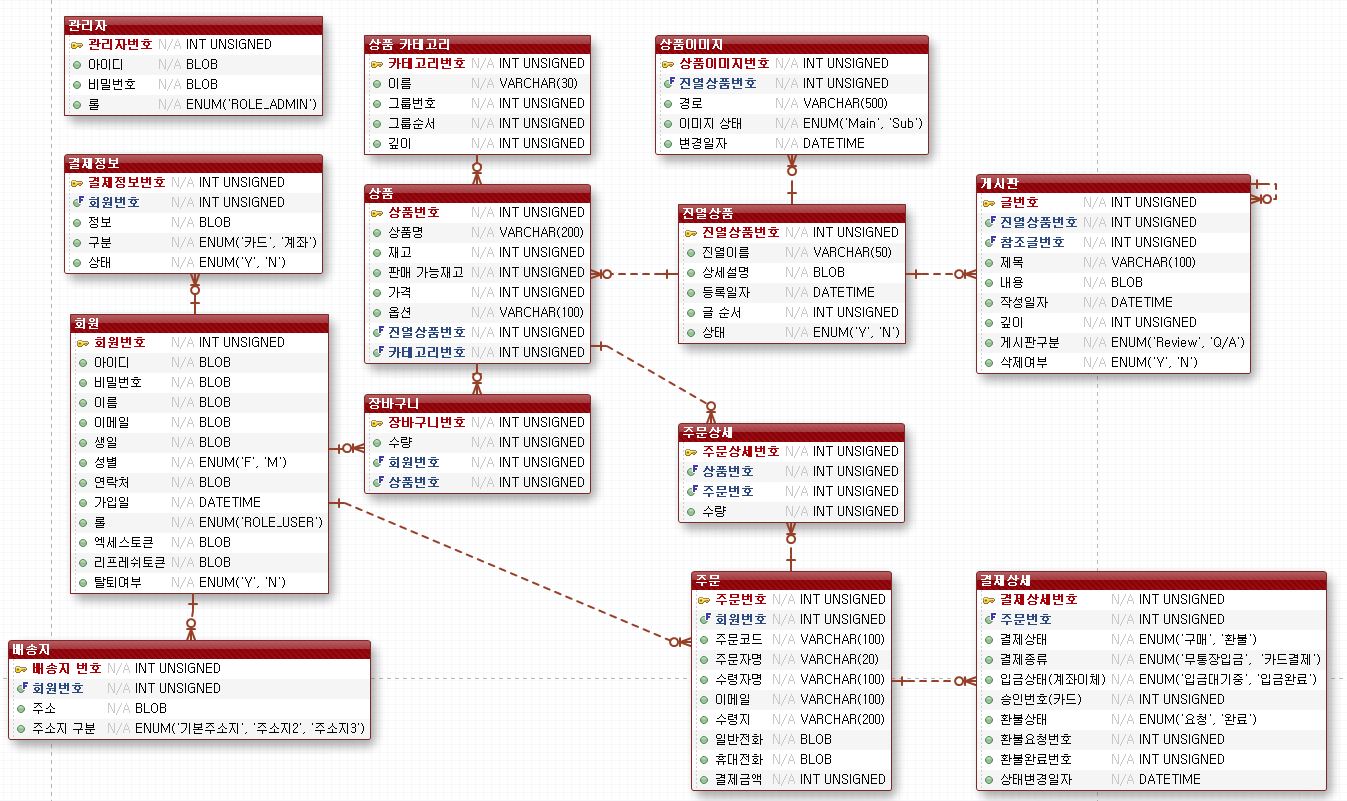 관리자
관리자번호 N/A INT UNSIGNED
아이디 N/A BLOB
비밀번호 N/A BLOB
롤 N/A ENUM('ROLE_ADMIN')
결제정보
결제정보번호 N/A INT UNSIGNED
회원번호 N/A INT UNSIGNED
정보 N/A BLOB
구분 N/A ENUM('카드', '계좌')
상태 N/A ENUM('Y', 'N')
회원
회원번호 N/A INT UNSIGNED
아이디 N/A BLOB
비밀번호 N/A BLOB
이름 N/A BLOB
이메일 N/A BLOB
생일 N/A BLOB
성별 N/A ENUM('F', 'M')
연락처 N/A BLOB
가입일 N/A DATETIME
롤 N/A ENUM('ROLE_USER')
엑세스토큰 N/A BLOB
리프레쉬토큰 N/A BLOB
탈퇴여부 N/A ENUM('Y', 'N')
배송지
배송지 번호 N/A INT UNSIGNED
회원번호 N/A INT UNSIGNED
주소 N/A BLOB
주소지 구분 N/A ENUM('기본주소지', '주소지2', '주소지3')
상품 카테고리
카테고리번호 N/A INT UNSIGNED
이름 N/A VARCHAR(30)
그룹번호 N/A INT UNSIGNED
그룹순서 N/A INT UNSIGNED
깊이 N/A INT UNSIGNED
상품
상품번호 N/A INT UNSIGNED
상품명 N/A VARCHAR(200)
재고 N/A INT UNSIGNED
판매 가능재고 N/A INT UNSIGNED
가격 N/A INT UNSIGNED
옵션 N/A VARCHAR(100)
진열상품번호 N/A INT UNSIGNED
카테고리번호 N/A INT UNSIGNED
장바구니
장바구니번호 N/A INT UNSIGNED
수량 N/A INT UNSIGNED
회원번호 N/A INT UNSIGNED
상품번호 N/A INT UNSIGNED
상품이미지
상품이미지번호 N/A INT UNSIGNED
진열상품번호 N/A INT UNSIGNED
경로 N/A VARCHAR(500)
이미지 상태 N/A ENUM('Main', 'Sub')
변경일자 N/A DATETIME
진열상품
진열상품번호 N/A INT UNSIGNED
진열이름 N/A VARCHAR(50)
상세설명 N/A BLOB
등록일자 N/A DATETIME
글 순서 N/A INT UNSIGNED
상태 N/A ENUM('Y', 'N')
주문상세
주문상세번호 N/A INT UNSIGNED
상품번호 N/A INT UNSIGNED
주문번호 N/A INT UNSIGNED
수량 N/A INT UNSIGNED
주문
주문번호 N/A INT UNSIGNED
회원번호 N/A INT UNSIGNED
주문코드 N/A VARCHAR(100)
주문자명 N/A VARCHAR(20)
수령자명 N/A VARCHAR(100)
이메일 N/A VARCHAR(100)
수령지 N/A VARCHAR(200)
일반전화 N/A BLOB
휴대전화 N/A BLOB
결제금액 N/A INT UNSIGNED
게시판
글번호 N/A INT UNSIGNED
진열상품번호 N/A INT UNSIGNED
참조글번호 N/A INT UNSIGNED
제목 N/A VARCHAR(100)
내용 N/A BLOB
작성일자 N/A DATETIME
깊이 N/A INT UNSIGNED
게시판구분 N/A ENUM('Review', 'Q/A')
삭제여부 N/A ENUM('Y', 'N')
결제상세
결제상세번호 N/A INT UNSIGNED
주문번호 N/A INT UNSIGNED
결제상태 N/A ENUM('구매', '환불')
결제종류 N/A ENUM('무통장입금', '카드결제')
입금상태(계좌이체) N/A ENUM('입금대기중', '입금완료')
승인번호(카드) N/A INT UNSIGNED
환불상태 N/A ENUM('요청', '완료')
환불요청번호 N/A INT UNSIGNED
환불완료번호 N/A INT UNSIGNED
상태변경일자 N/A DATETIME